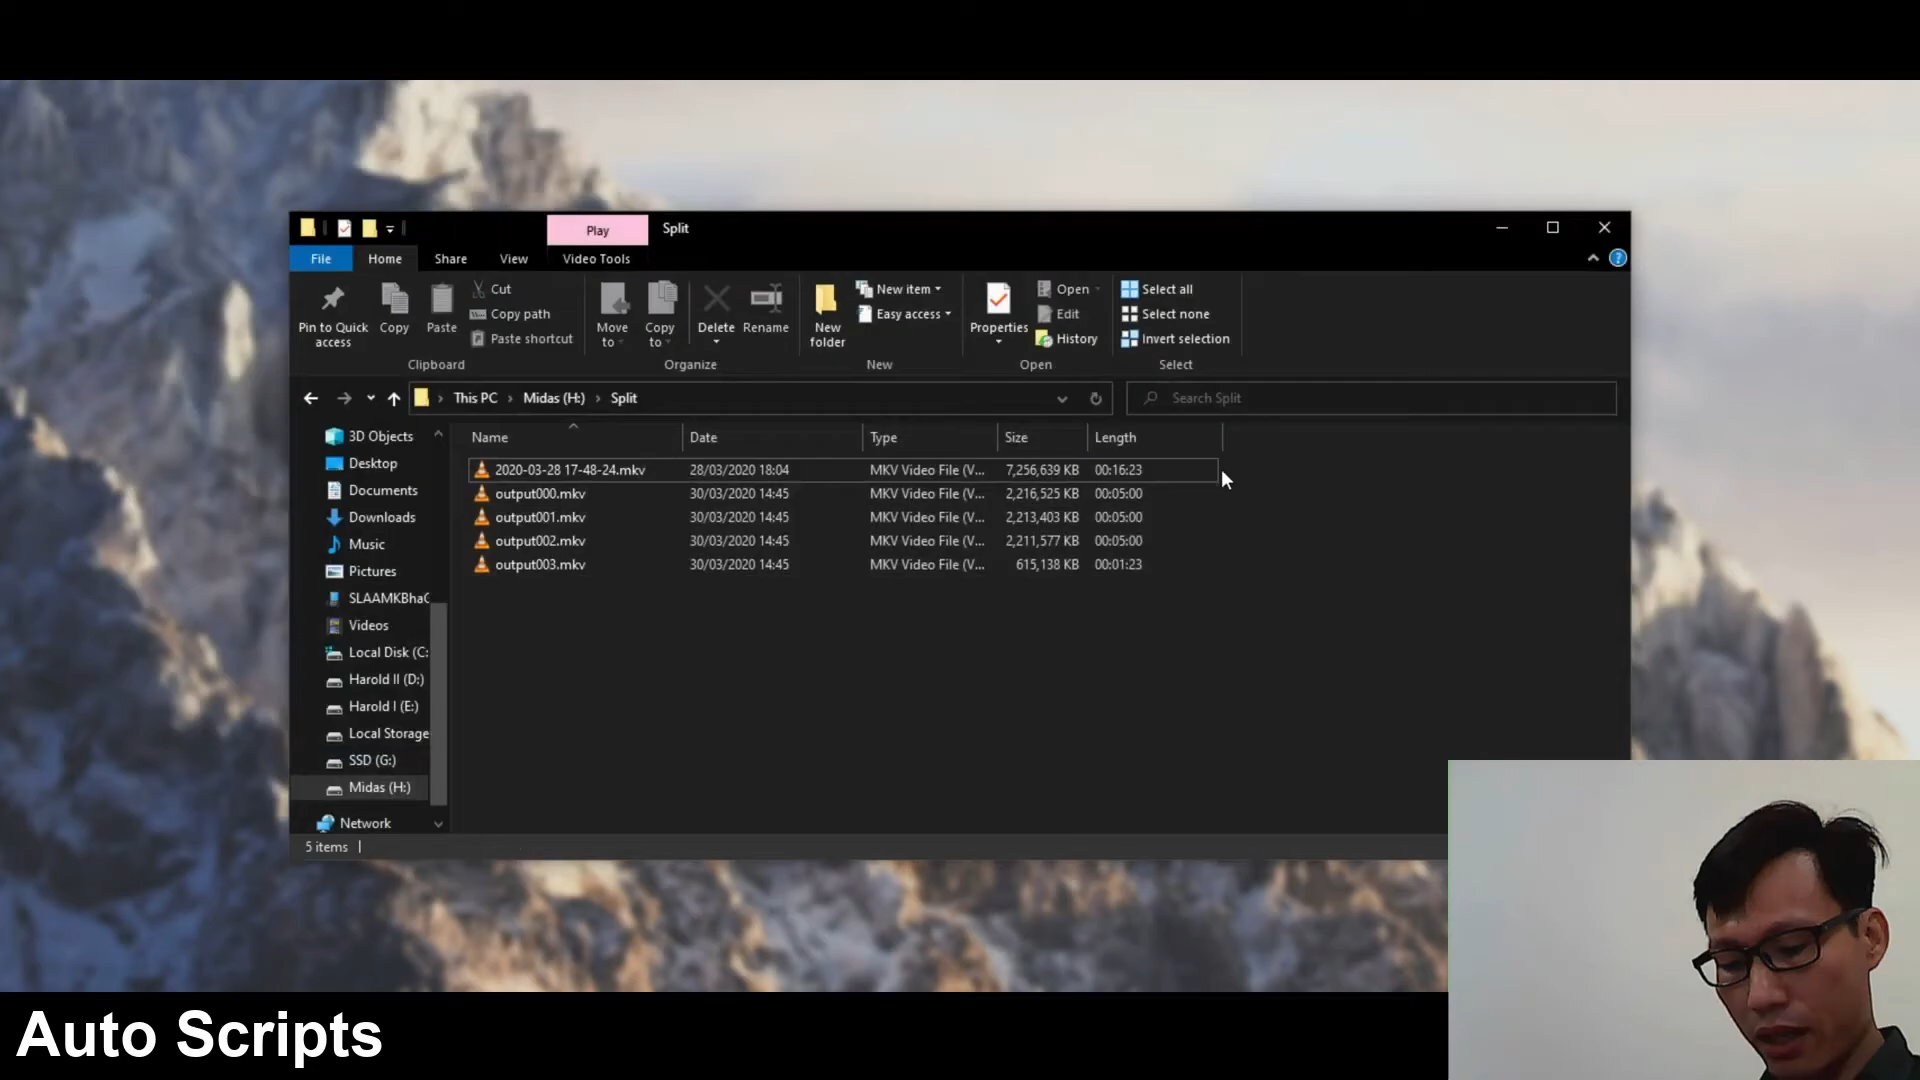 Play
Split
File
Home
Share
View
Video Tools
Pin to Quick
access
Copy
Paste
Cut
Copy path
Paste shortcut
Clipboard
Move
to
Copy
to
Delete
Rename
Organize
New
folder
New item
Easy access
New
Properties
Open
Edit
History
Open
Select all
Select none
Invert selection
Select
This PC > Midas (H:) > Split
Search Split
3D Objects
Desktop
Documents
Downloads
Music
Pictures
SLAAMKBhaC
Videos
Local Disk (C:
Harold II (D:)
Harold I (E:)
Local Storage
SSD (G:)
Midas (H:)
Network
Name Date Type Size Length
2020-03-28 17-48-24.mkv 28/03/2020 18:04 MKV Video File (V... 7,256,639 KB 00:16:23
output000.mkv 30/03/2020 14:45 MKV Video File (V... 2,216,525 KB 00:05:00
output001.mkv 30/03/2020 14:45 MKV Video File (V... 2,213,403 KB 00:05:00
output002.mkv 30/03/2020 14:45 MKV Video File (V... 2,211,577 KB 00:05:00
output003.mkv 30/03/2020 14:45 MKV Video File (V... 615,138 KB 00:01:23
5 items
Auto Scripts